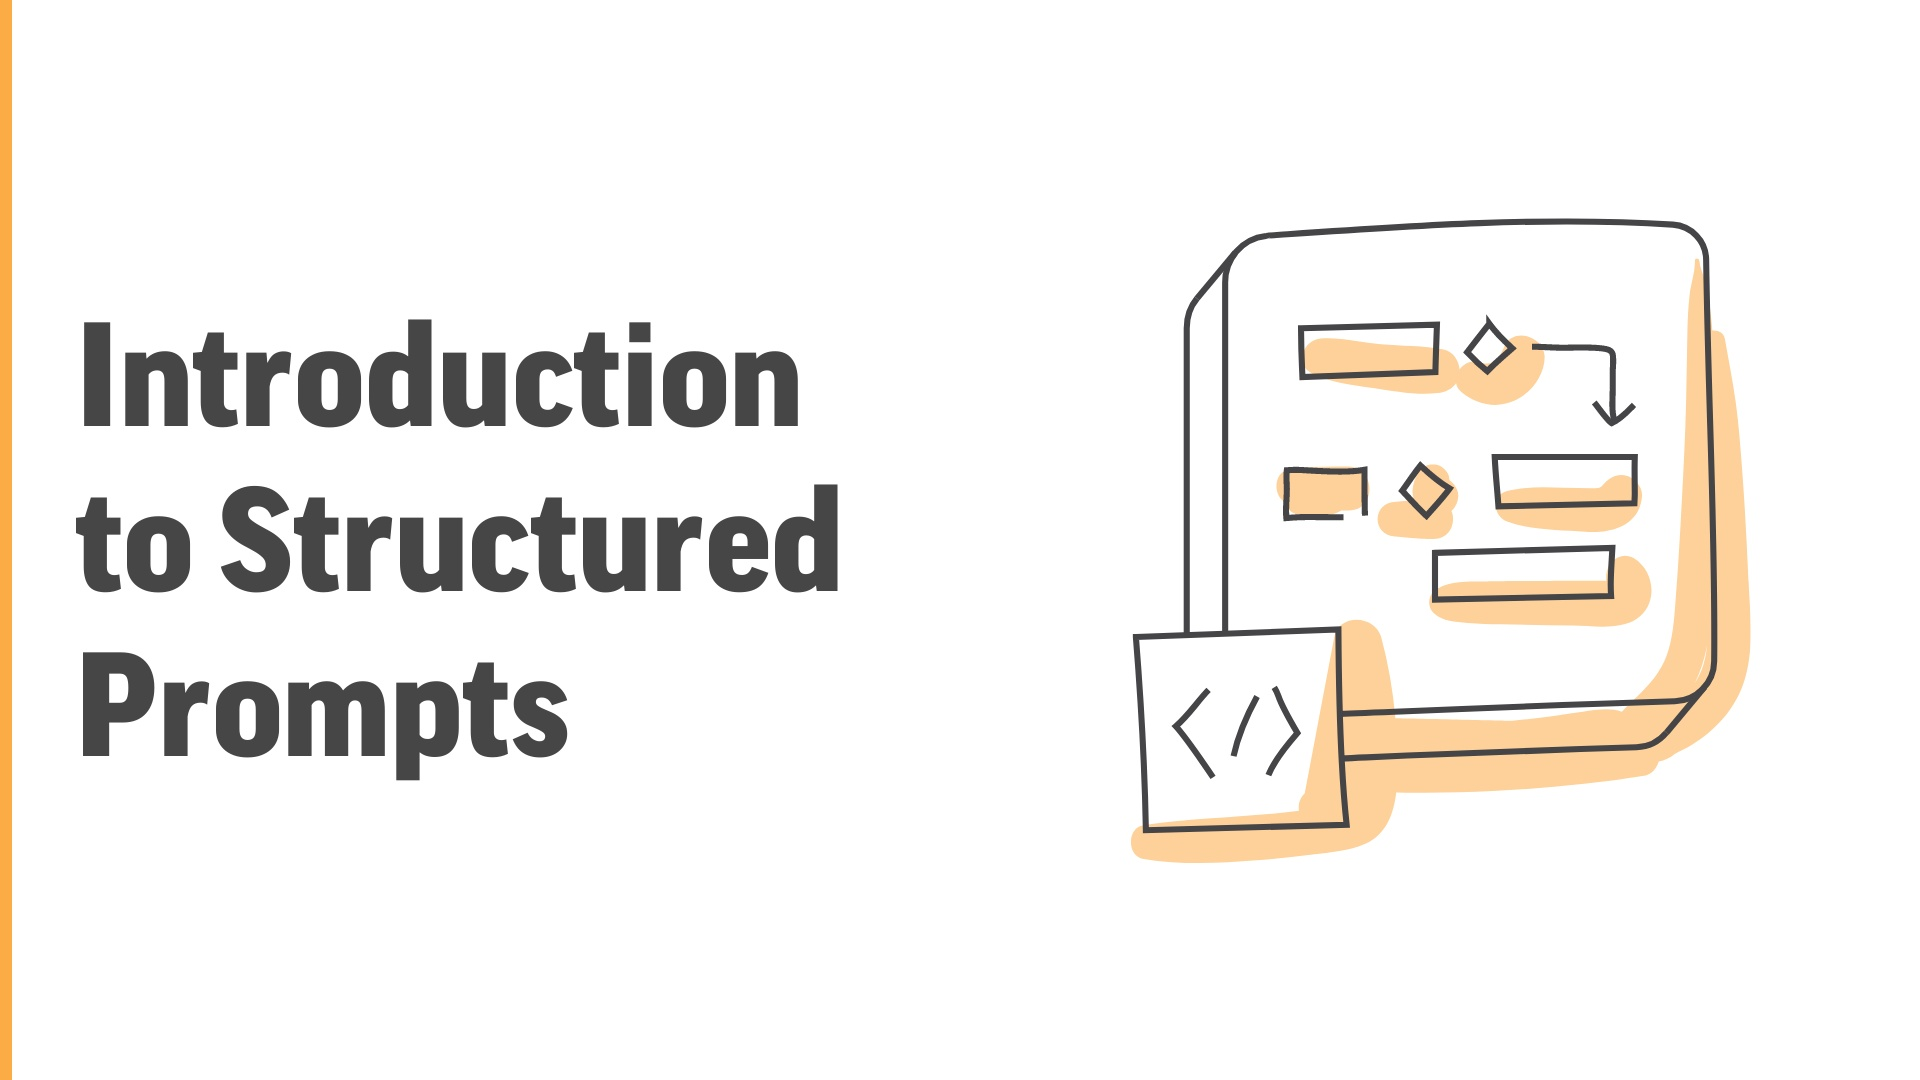 Introduction
to Structured
Prompts
</>